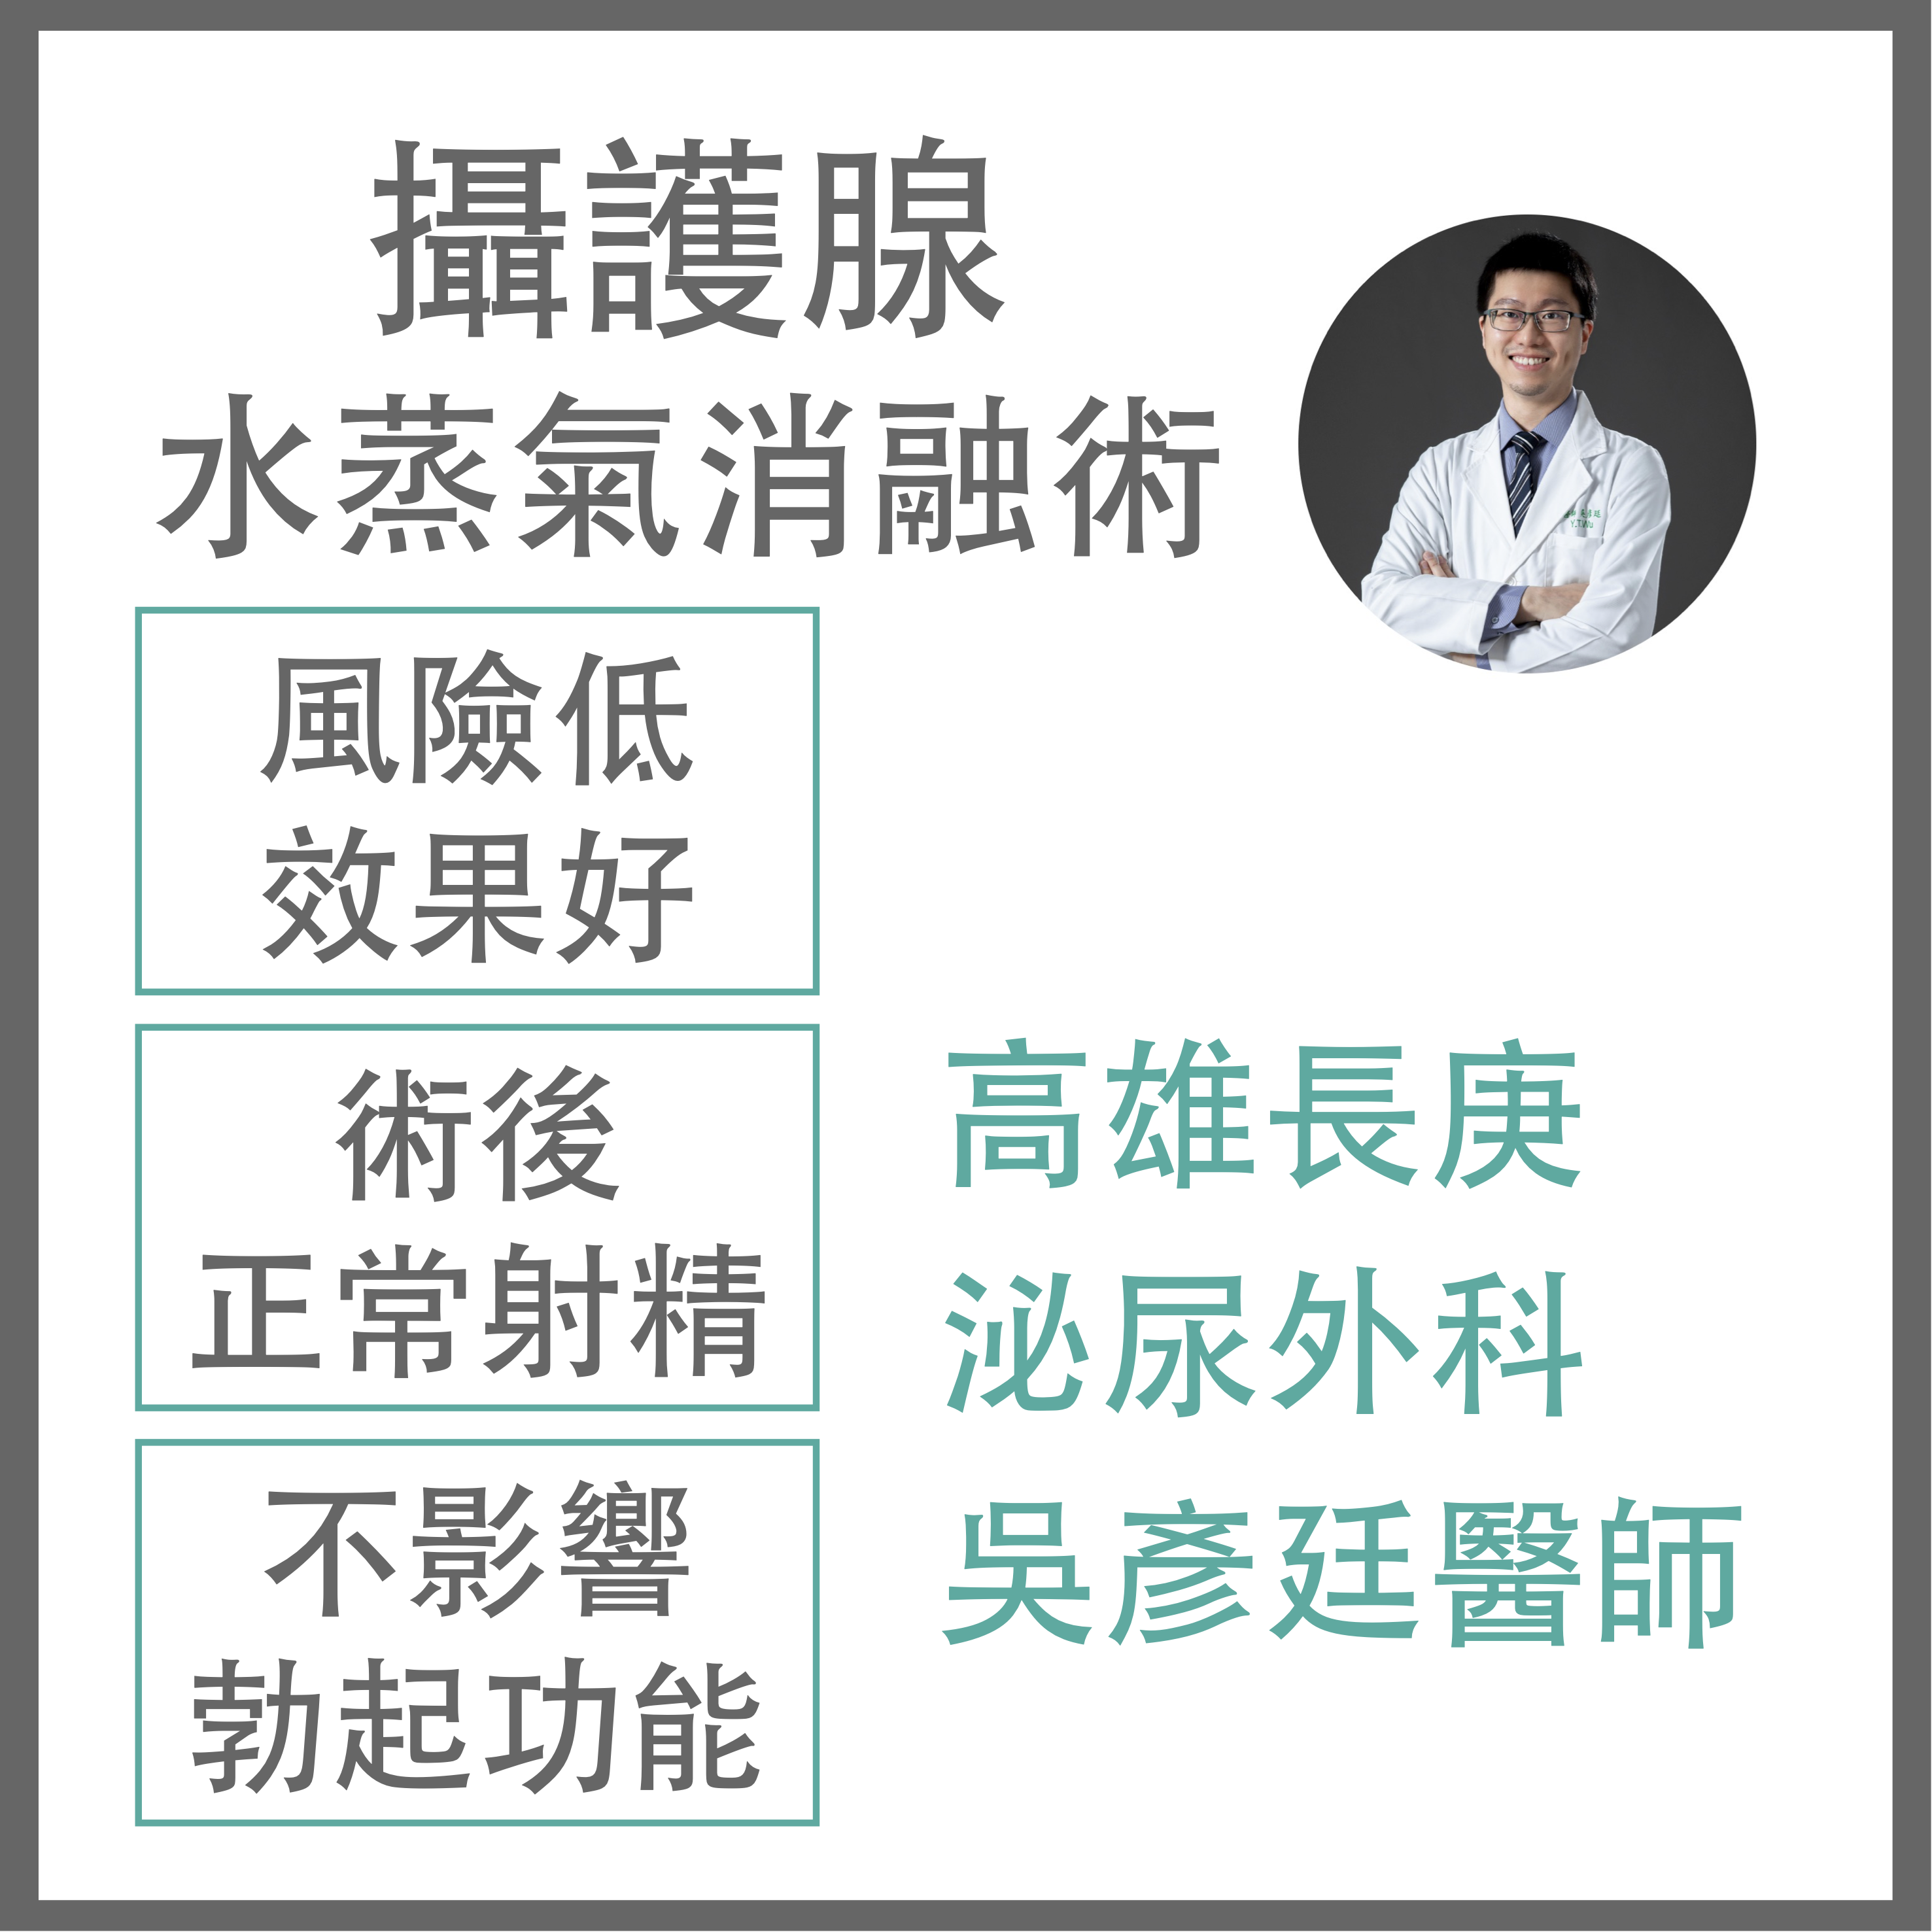 攝護腺
水蒸氣消融術
風險低
效果好
術後
正常射精
不影響
勃起功能
高雄長庚
泌尿外科
吳彥廷醫師
Y.T.Wu